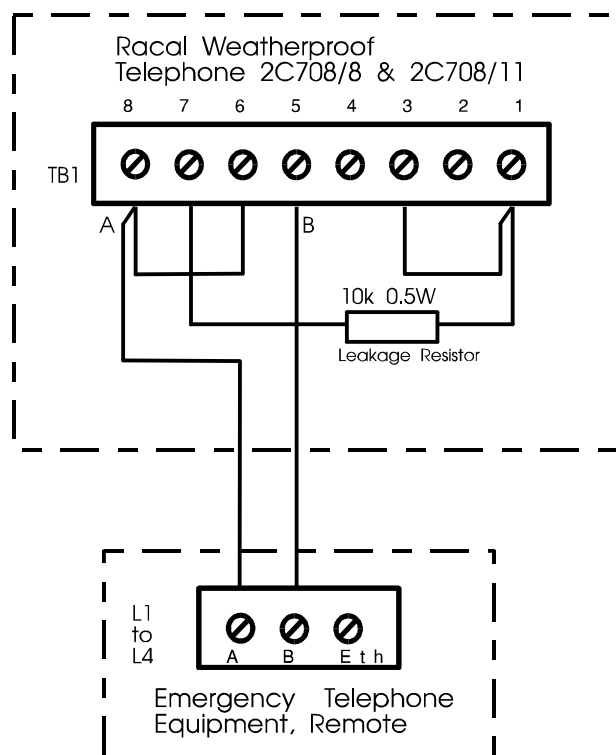 Racal Weatherproof
Telephone 2C708/8 & 2C708/11
8 7 6 5 4 3 2 1
TB1
A B
10k 0.5W
Leakage Resistor
L1
to
L4
A B Eth
Emergency Telephone
Equipment, Remote